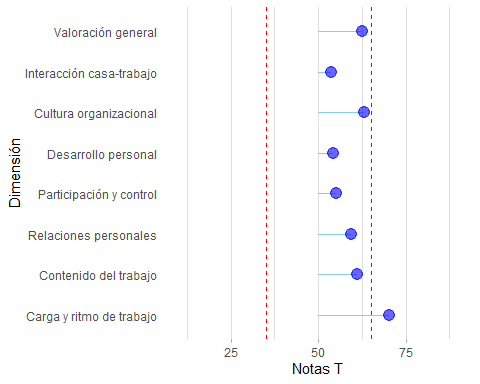 Dimensión
Valoración general
Interacción casa-trabajo
Cultura organizacional
Desarrollo personal
Participación y control
Relaciones personales
Contenido del trabajo
Carga y ritmo de trabajo
25 50 75
Notas T